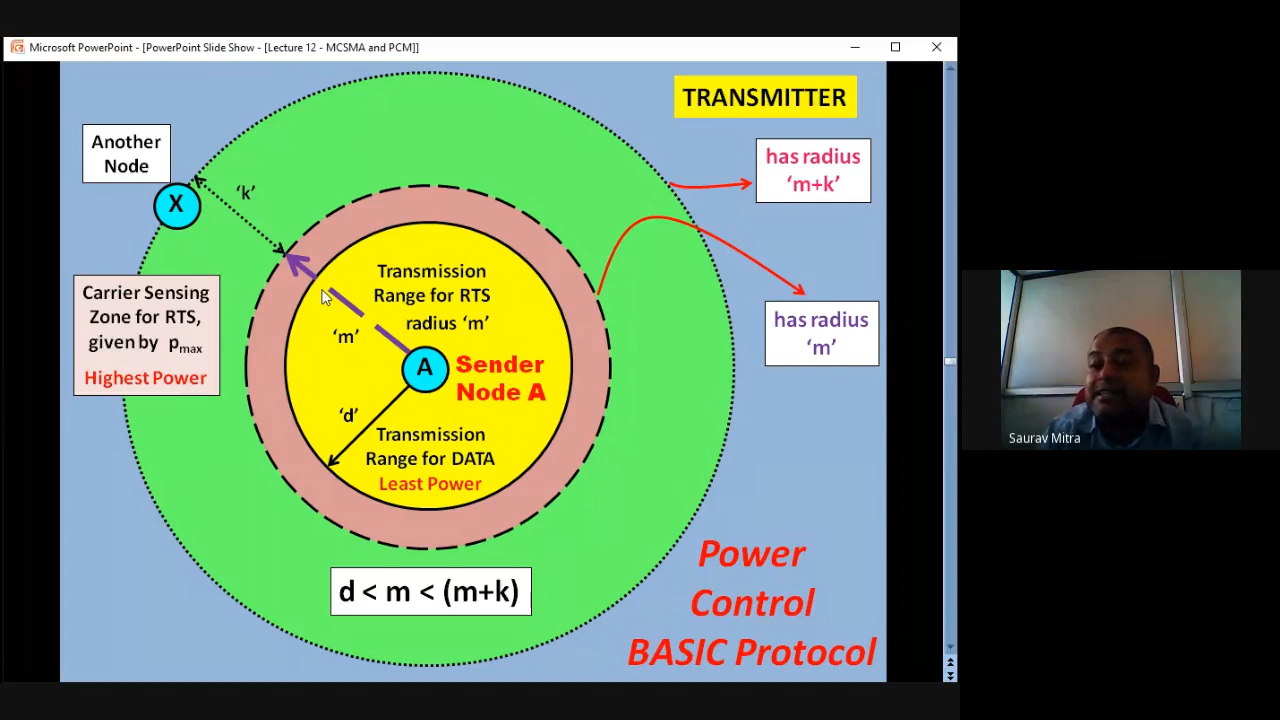 Microsoft PowerPoint - [PowerPoint Slide Show - [Lecture 12 - MCSMA and PCM]]
TRANSMITTER
Another
Node
X
'k'
has radius
'm+k'
Transmission
Range for RTS
radius 'm'
'm'
A
Sender
Node A
has radius
'm'
Carrier Sensing
Zone for RTS,
given by pmax
Highest Power
'd'
Transmission
Range for DATA
Least Power
d < m < (m+k)
Power
Control
BASIC Protocol
Saurav Mitra